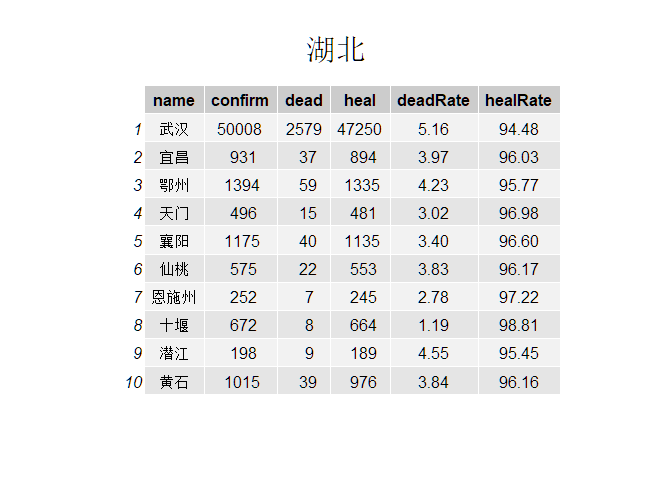 湖北
name confirm dead heal deadRate healRate
1 武汉 50008 2579 47250 5.16 94.48
2 宜昌 931 37 894 3.97 96.03
3 鄂州 1394 59 1335 4.23 95.77
4 天门 496 15 481 3.02 96.98
5 襄阳 1175 40 1135 3.40 96.60
6 仙桃 575 22 553 3.83 96.17
7 恩施州 252 7 245 2.78 97.22
8 十堰 672 8 664 1.19 98.81
9 潜江 198 9 189 4.55 95.45
10 黄石 1015 39 976 3.84 96.16